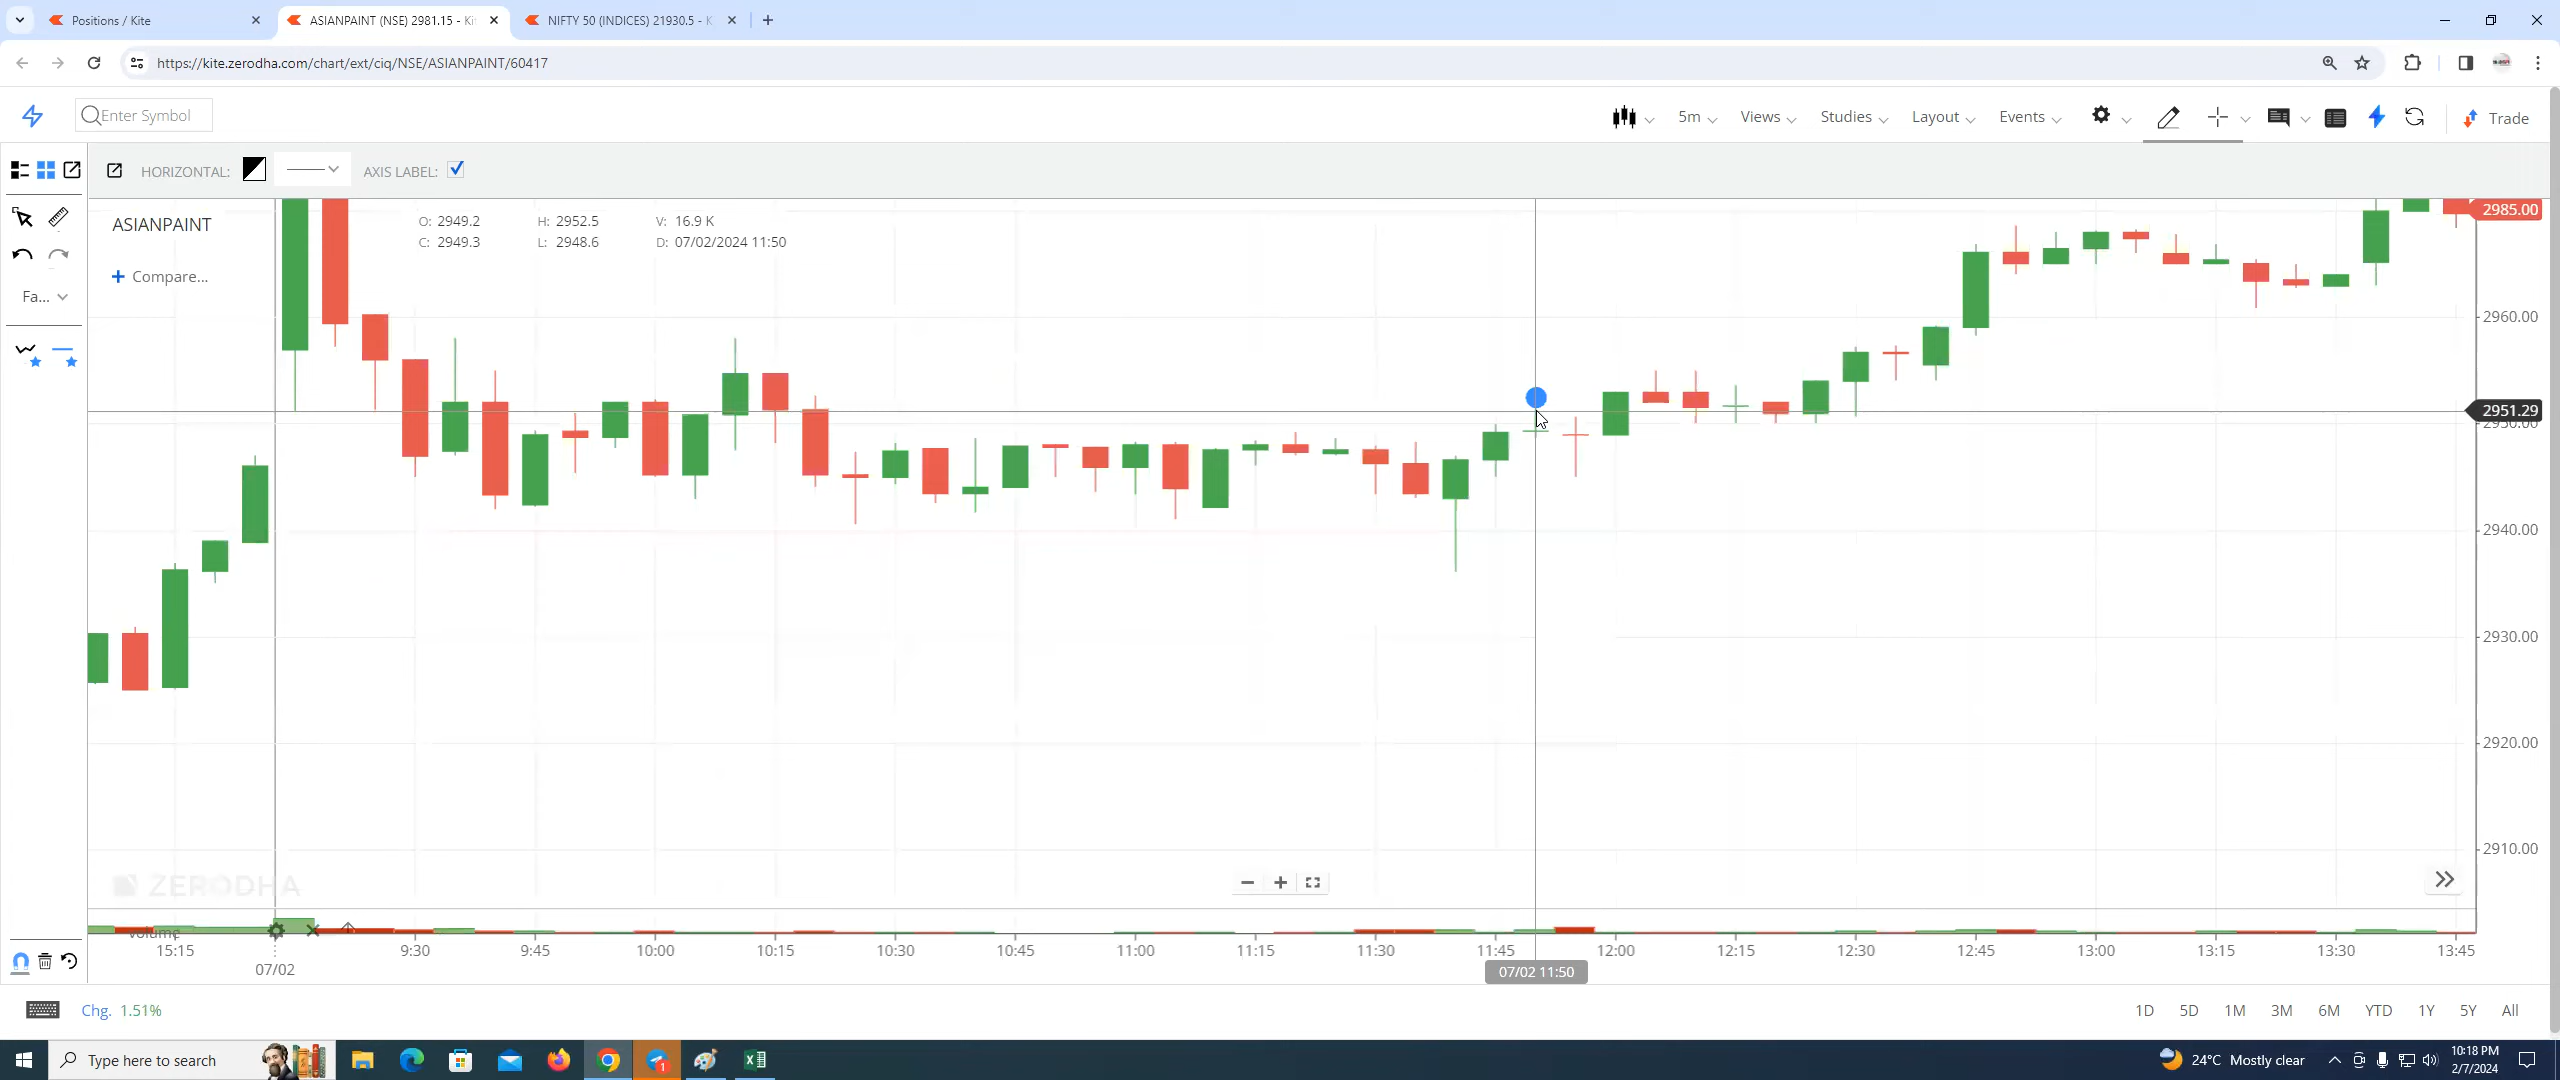 Positions / Kite
ASIANPAINT (NSE) 2981.15 - Ki
NIFTY 50 (INDICES) 21930.5 - K
https://kite.zerodha.com/chart/ext/ciq/NSE/ASIANPAINT/60417
Enter Symbol
5m
Views
Studies
Layout
Events
Trade
HORIZONTAL:
AXIS LABEL:
ASIANPAINT
O: 2949.2 H: 2952.5 V: 16.9 K
C: 2949.3 L: 2948.6 D: 07/02/2024 11:50
+ Compare...
Fa...
2985.00
2960.00
2951.29
2950.00
2940.00
2930.00
2920.00
2910.00
ZERODHA
volume
15:15 9:30 9:45 10:00 10:15 10:30 10:45 11:00 11:15 11:30 11:45 12:00 12:15 12:30 12:45 13:00 13:15 13:30 13:45
07/02
07/02 11:50
Chg. 1.51%
1D 5D 1M 3M 6M YTD 1Y 5Y All
Type here to search
1
24°C Mostly clear
10:18 PM
2/7/2024